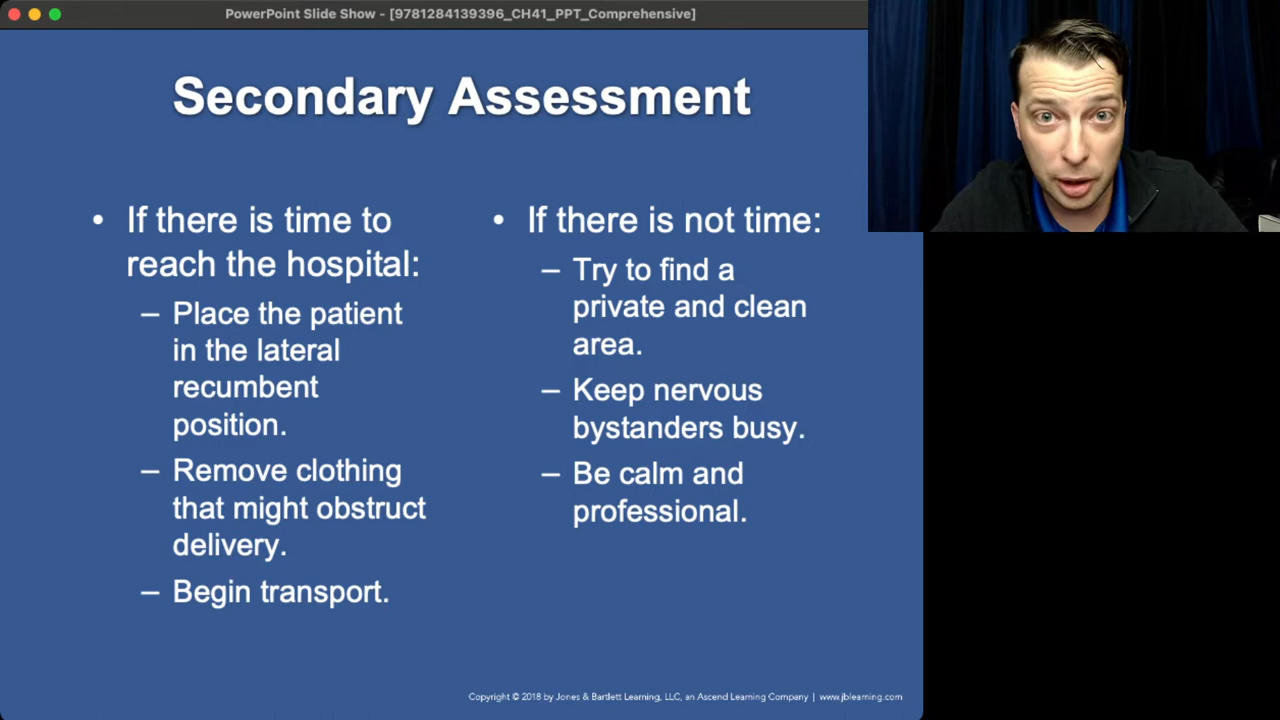 PowerPoint Slide Show - [9781284139396_CH41_PPT_Comprehensive]
Secondary Assessment
• If there is time to
reach the hospital:
– Place the patient
in the lateral
recumbent
position.
– Remove clothing
that might obstruct
delivery.
– Begin transport.
• If there is not time:
– Try to find a
private and clean
area.
– Keep nervous
bystanders busy.
– Be calm and
professional.
Copyright © 2018 by Jones & Bartlett Learning, LLC, an Ascend Learning Company | www.jblearning.com